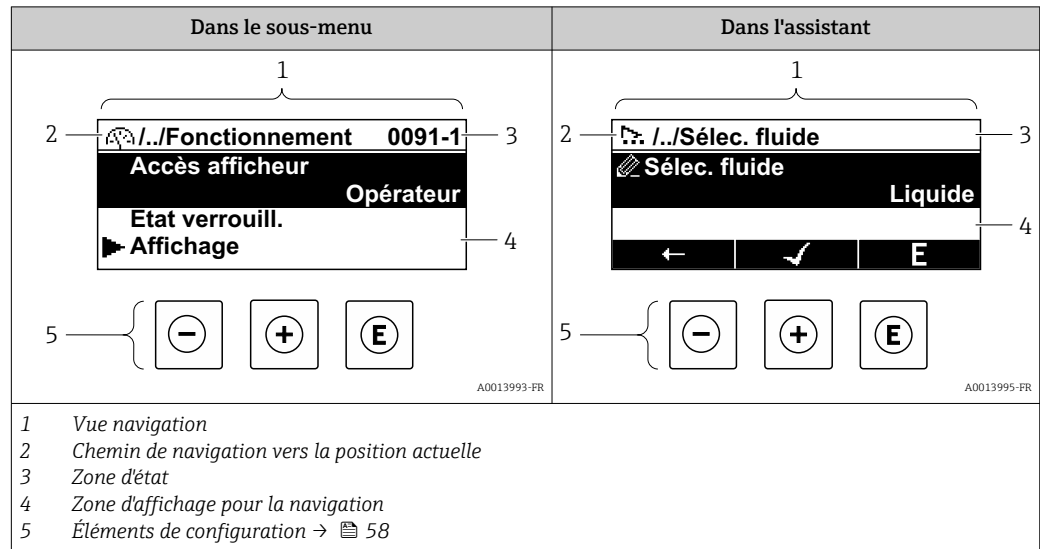 Dans le sous-menu
1
2
/../Fonctionnement 0091-1
3
Accès afficheur
Opérateur
Etat verrouill.
Affichage
4
5
- + E
A0013993-FR
Dans l'assistant
1
2
/../Sélec. fluide
3
Sélec. fluide
Liquide
4
← ✓ E
5
- + E
A0013995-FR
1 Vue navigation
2 Chemin de navigation vers la position actuelle
3 Zone d'état
4 Zone d'affichage pour la navigation
5 Éléments de configuration → 58